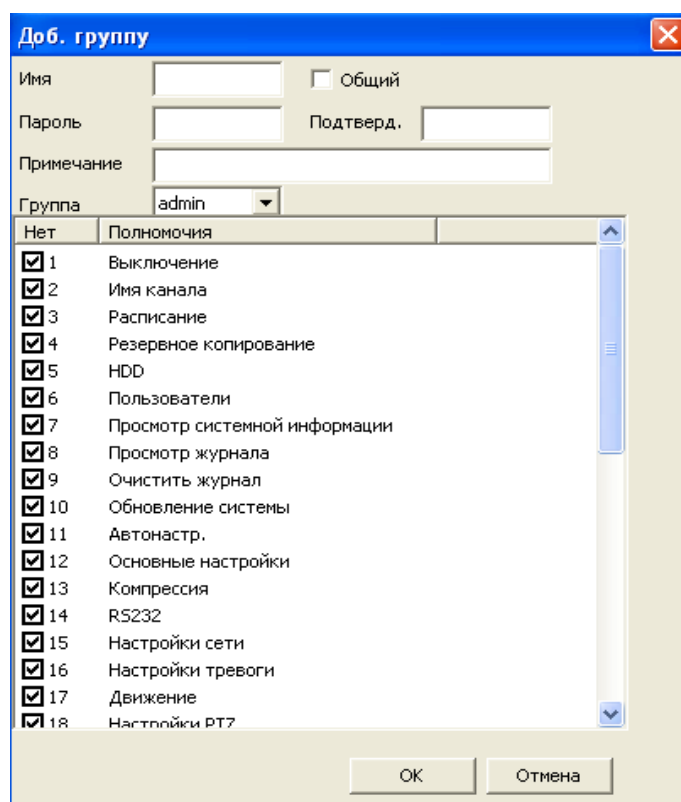 Доб. группу
Имя Общий
Пароль Подтверд.
Примечание
Группа admin
Нет Полномочия
1 Выключение
2 Имя канала
3 Расписание
4 Резервное копирование
5 HDD
6 Пользователи
7 Просмотр системной информации
8 Просмотр журнала
9 Очистить журнал
10 Обновление системы
11 Автонастр.
12 Основные настройки
13 Компрессия
14 RS232
15 Настройки сети
16 Настройки тревоги
17 Движение
18 Настройки PTZ
OK Отмена